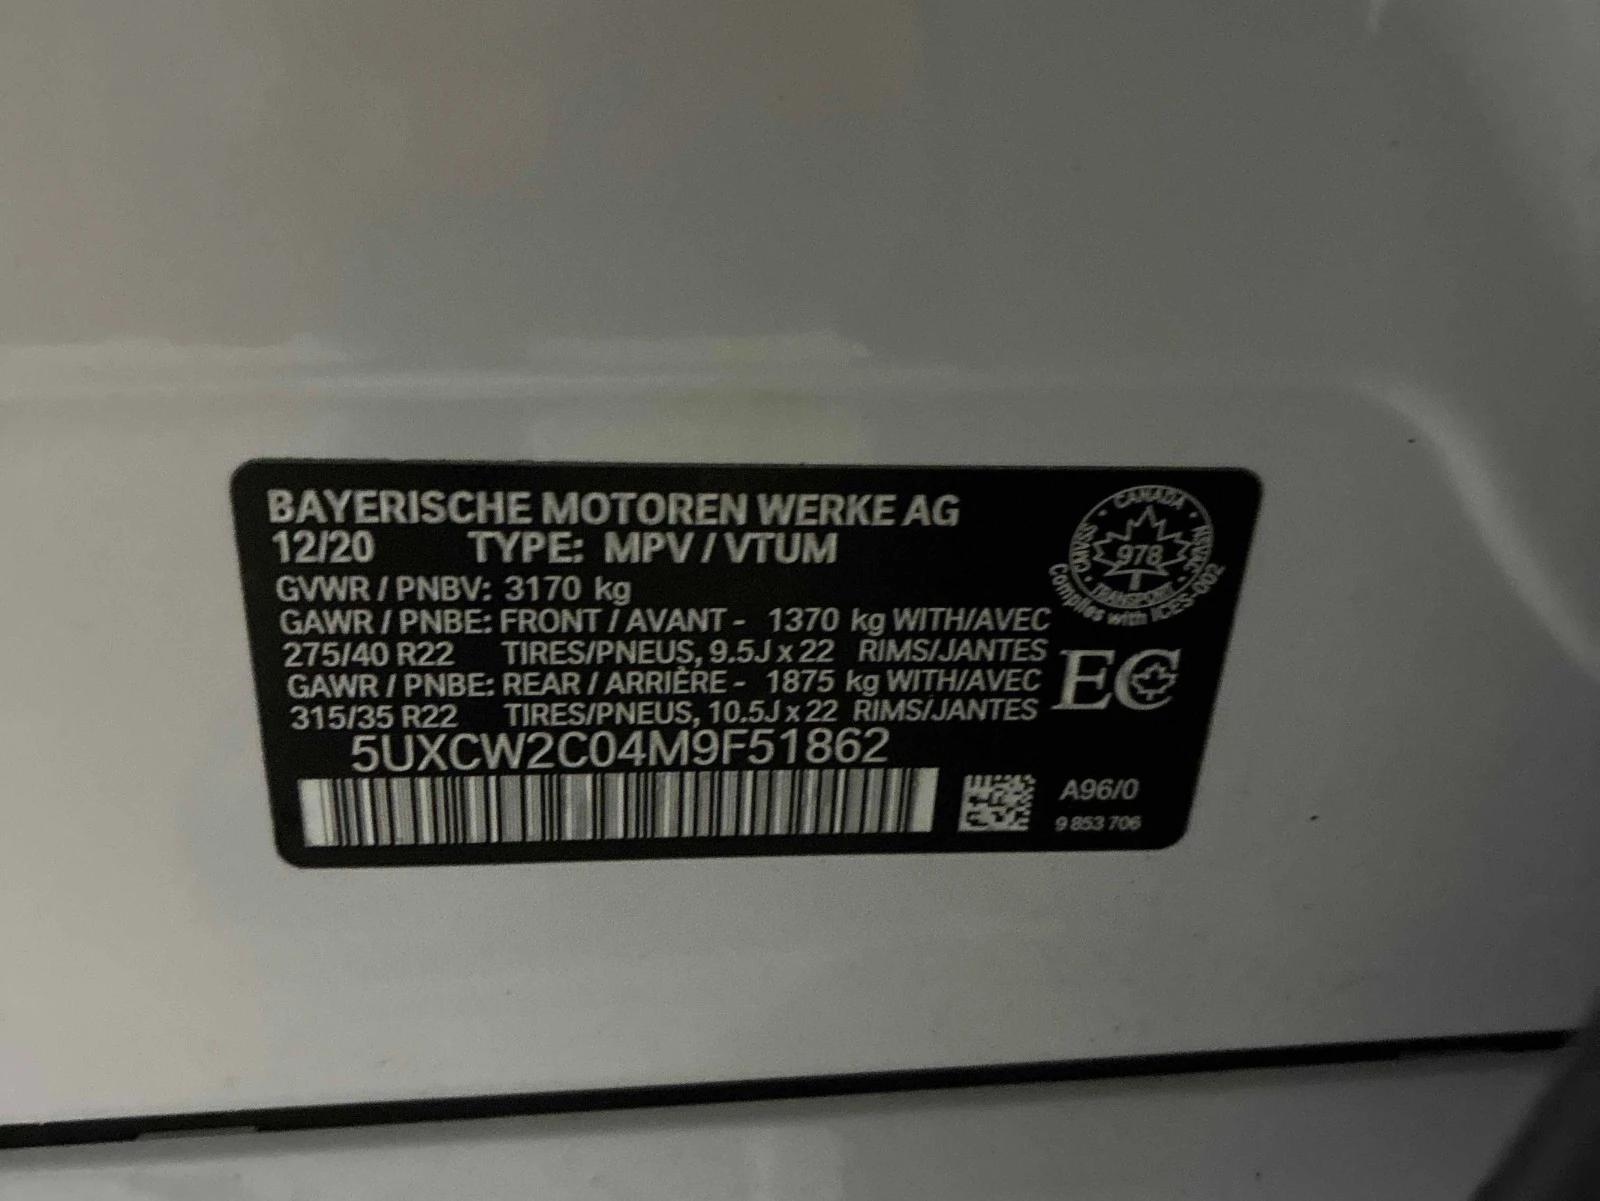 BAYERISCHE MOTOREN WERKE AG
12/20 TYPE: MPV / VTUM
GVWR / PNBV: 3170 kg
GAWR / PNBE: FRONT / AVANT - 1370 kg WITH/AVEC
275/40 R22 TIRES/PNEUS, 9.5J x 22 RIMS/JANTES
GAWR / PNBE: REAR / ARRIÈRE - 1875 kg WITH/AVEC
315/35 R22 TIRES/PNEUS, 10.5J x 22 RIMS/JANTES
5UXCW2C04M9F51862
CANADA
978
TRANSPORT
Complies with ICES-002
EC
A96/0
9 853 706